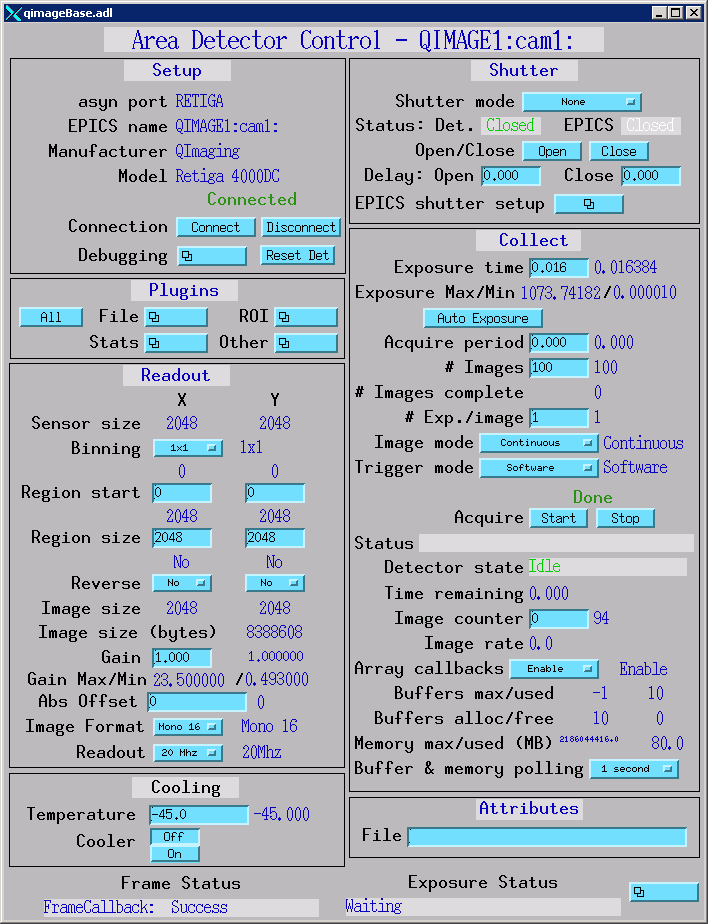 qimageBase.adl
Area Detector Control - QIMAGE1:cam1:
Setup
asyn port RETIGA
EPICS name QIMAGE1:cam1:
Manufacturer QImaging
Model Retiga 4000DC
Connected
Connection Connect Disconnect
Debugging Reset Det
Plugins
All File ROI
Stats Other
Readout
X Y
Sensor size 2048 2048
Binning 1x1 1x1
0 0
Region start 0 0
2048 2048
Region size 2048 2048
No No
Reverse No No
Image size 2048 2048
Image size (bytes) 8388608
Gain 1.000 1.000000
Gain Max/Min 23.500000 /0.493000
Abs Offset 0 0
Image Format Mono 16 Mono 16
Readout 20 Mhz 20Mhz
Cooling
Temperature -45.0 -45.000
Cooler Off
On
Frame Status
FrameCallback: Success
Shutter
Shutter mode None
Status: Det. Closed EPICS Closed
Open/Close Open Close
Delay: Open 0.000 Close 0.000
EPICS shutter setup
Collect
Exposure time 0.016 0.016384
Exposure Max/Min 1073.74182/0.000010
Auto Exposure
Acquire period 0.000 0.000
# Images 100 100
# Images complete 0
# Exp./image 1 1
Image mode Continuous Continuous
Trigger mode Software Software
Done
Acquire Start Stop
Status
Detector state Idle
Time remaining 0.000
Image counter 0 94
Image rate 0.0
Array callbacks Enable Enable
Buffers max/used -1 10
Buffers alloc/free 10 0
Memory max/used (MB) 2186044416.0 80.0
Buffer & memory polling 1 second
Attributes
File
Exposure Status
Waiting